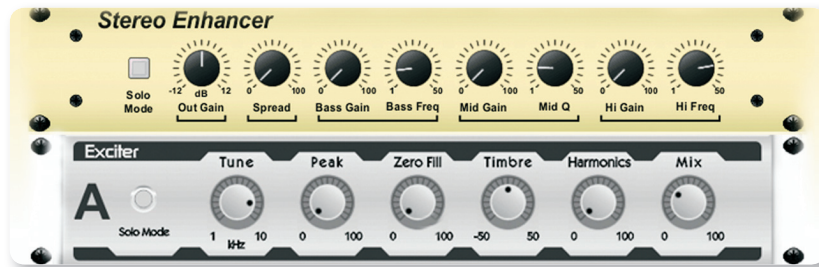 Stereo Enhancer
Solo Mode
-12 dB 12
Out Gain
0 100
Spread
0 100
Bass Gain
1 50
Bass Freq
0 100
Mid Gain
1 50
Mid Q
0 100
Hi Gain
1 50
Hi Freq
Exciter
A
Solo Mode
Tune
1 kHz 10
Peak
0 100
Zero Fill
0 100
Timbre
-50 50
Harmonics
0 100
Mix
0 100